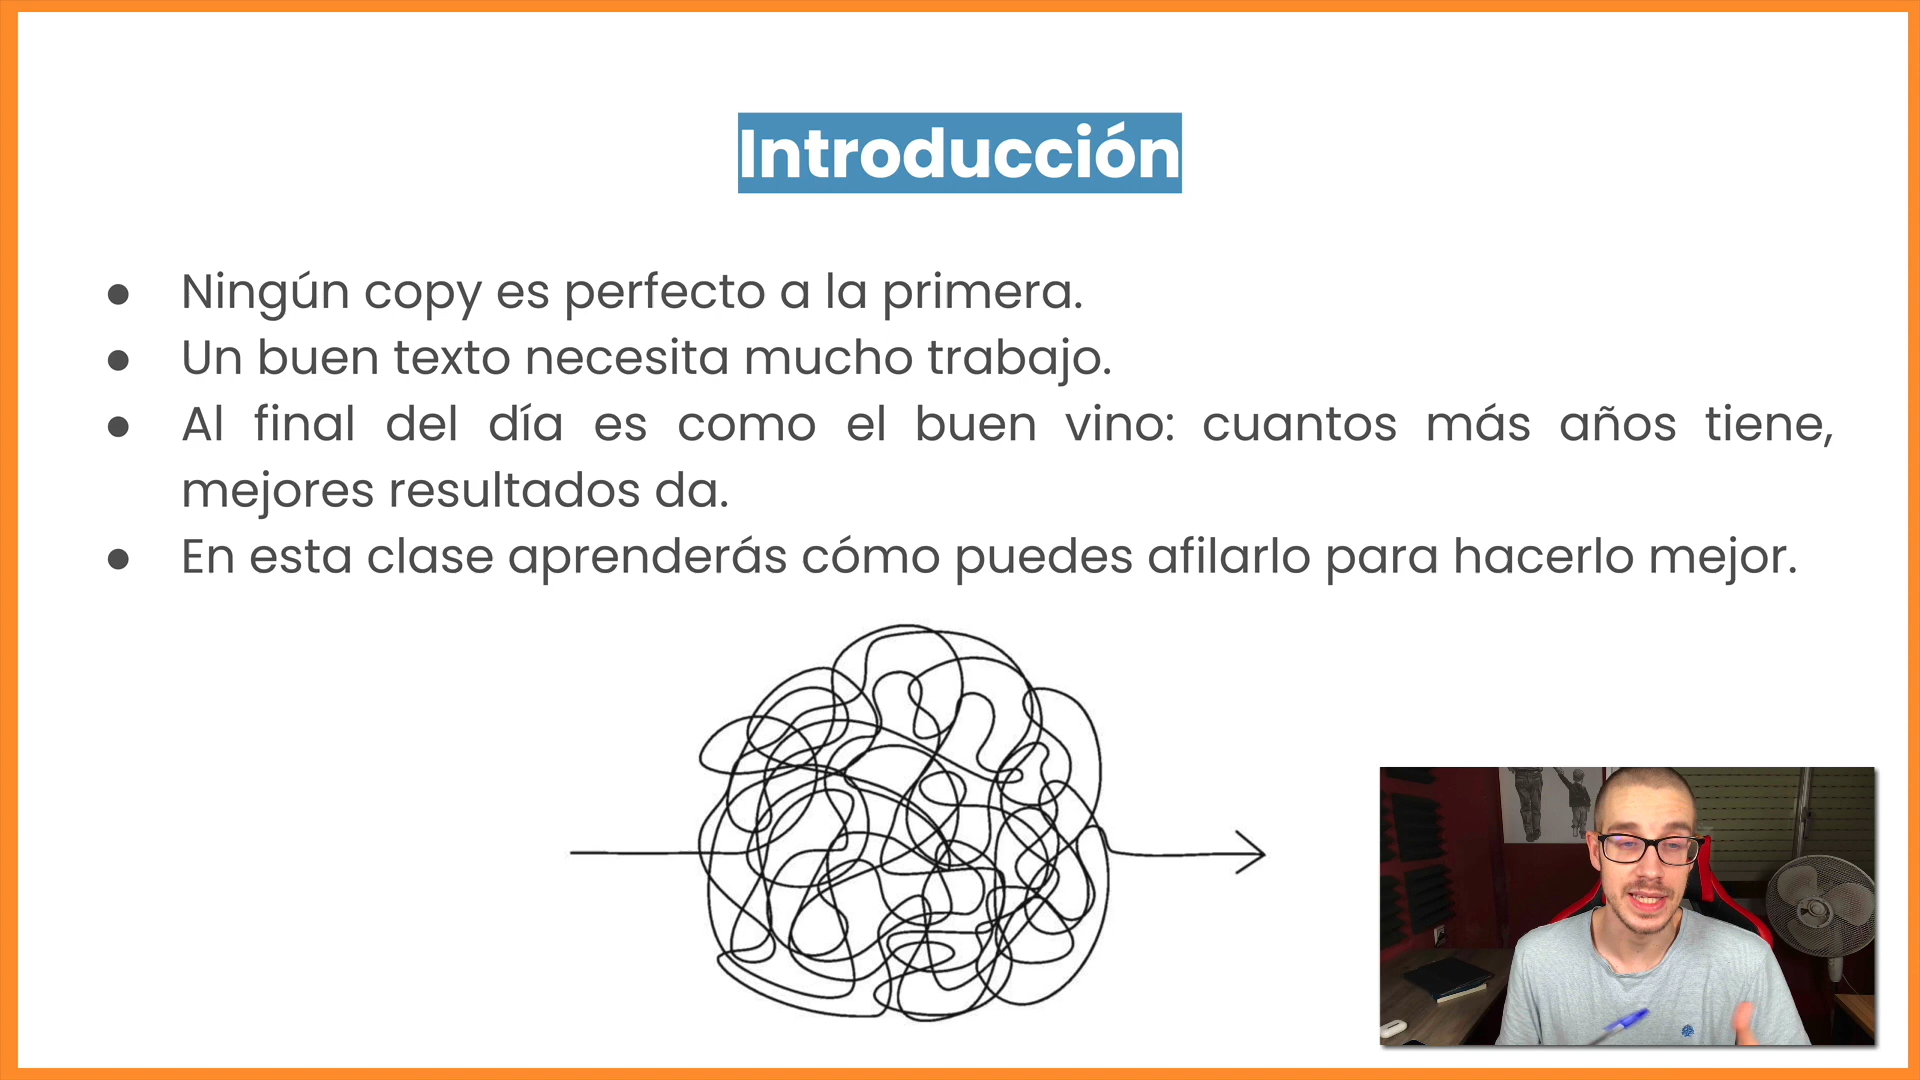 Introducción
● Ningún copy es perfecto a la primera.
● Un buen texto necesita mucho trabajo.
● Al final del día es como el buen vino: cuantos más años tiene,
mejores resultados da.
● En esta clase aprenderás cómo puedes afilarlo para hacerlo mejor.